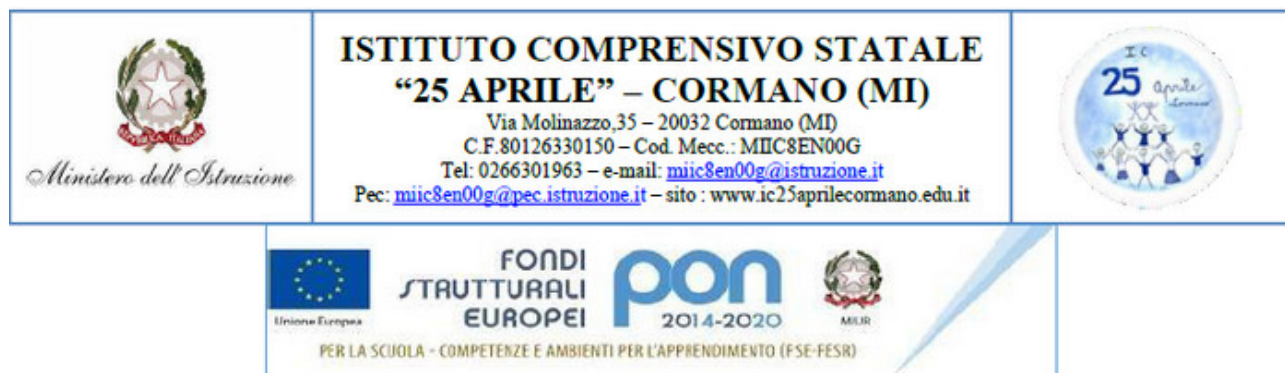 ISTITUTO COMPRENSIVO STATALE
“25 APRILE” – CORMANO (MI)
Via Molinazzo,35 – 20032 Cormano (MI)
C.F.80126330150 – Cod. Mecc.: MIIC8EN00G
Tel: 0266301963 – e-mail: miic8en00g@istruzione.it
Pec: miic8en00g@pec.istruzione.it – sito : www.ic25aprilecormano.edu.it
Ministero dell' Istruzione
I C
25 aprile
Cormano
FONDI
STRUTTURALI
EUROPEI
pon
2014-2020
Unione Europea
MIUR
PER LA SCUOLA - COMPETENZE E AMBIENTI PER L'APPRENDIMENTO (FSE-FESR)